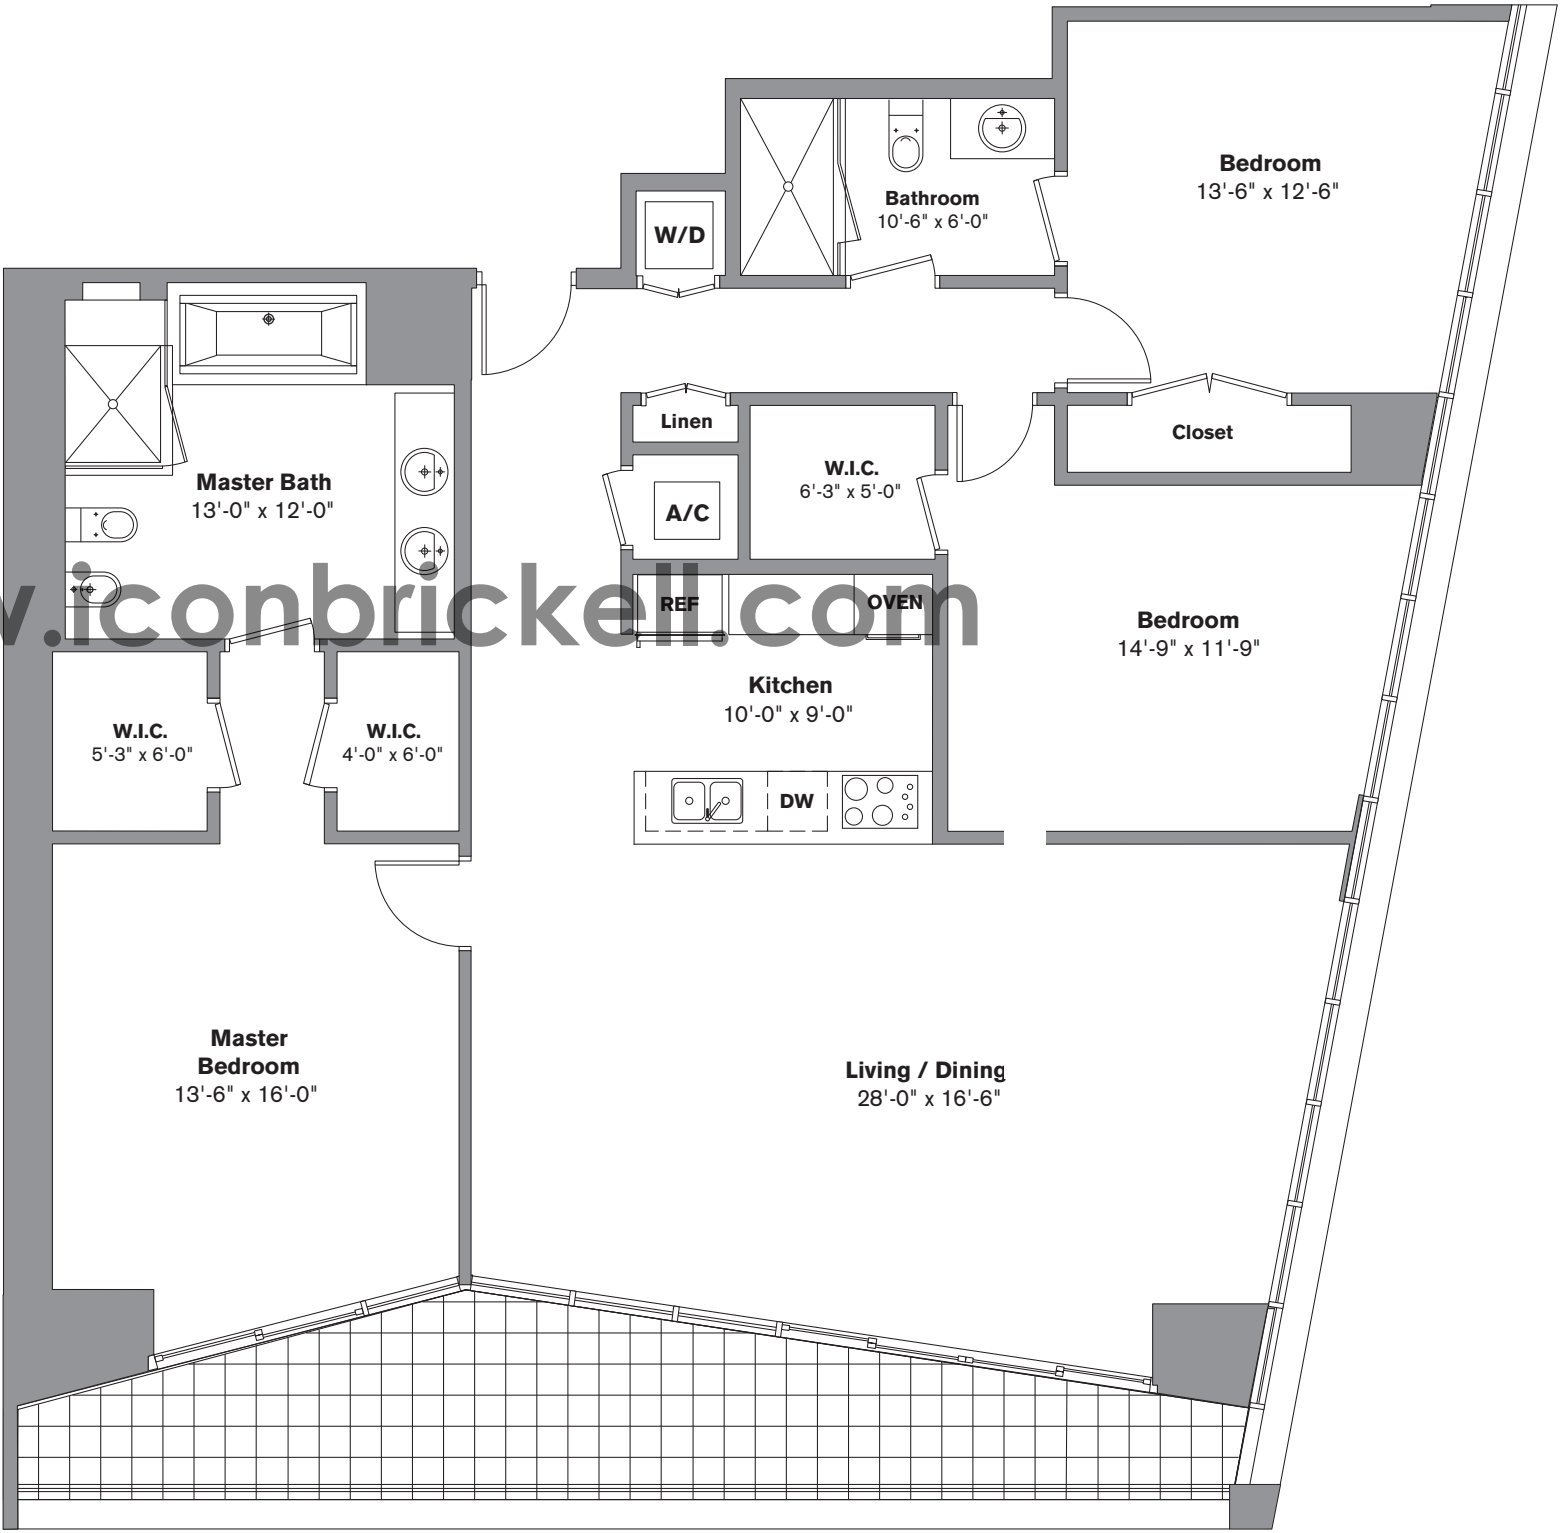 Bedroom
13'-6" x 12'-6"
Bathroom
10'-6" x 6'-0"
W/D
Closet
Linen
W.I.C.
6'-3" x 5'-0"
Master Bath
13'-0" x 12'-0"
A/C
.iconbrickell.com
REF
OVEN
Bedroom
14'-9" x 11'-9"
Kitchen
10'-0" x 9'-0"
W.I.C.
5'-3" x 6'-0"
W.I.C.
4'-0" x 6'-0"
DW
Master
Bedroom
13'-6" x 16'-0"
Living / Dining
28'-0" x 16'-6"